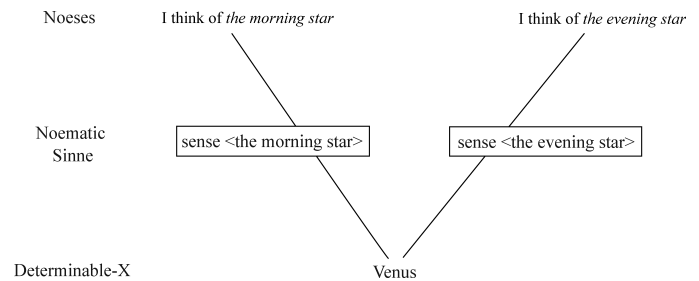 Noeses I think of the morning star I think of the evening star
Noematic
Sinne
sense <the morning star> sense <the evening star>
Determinable-X Venus